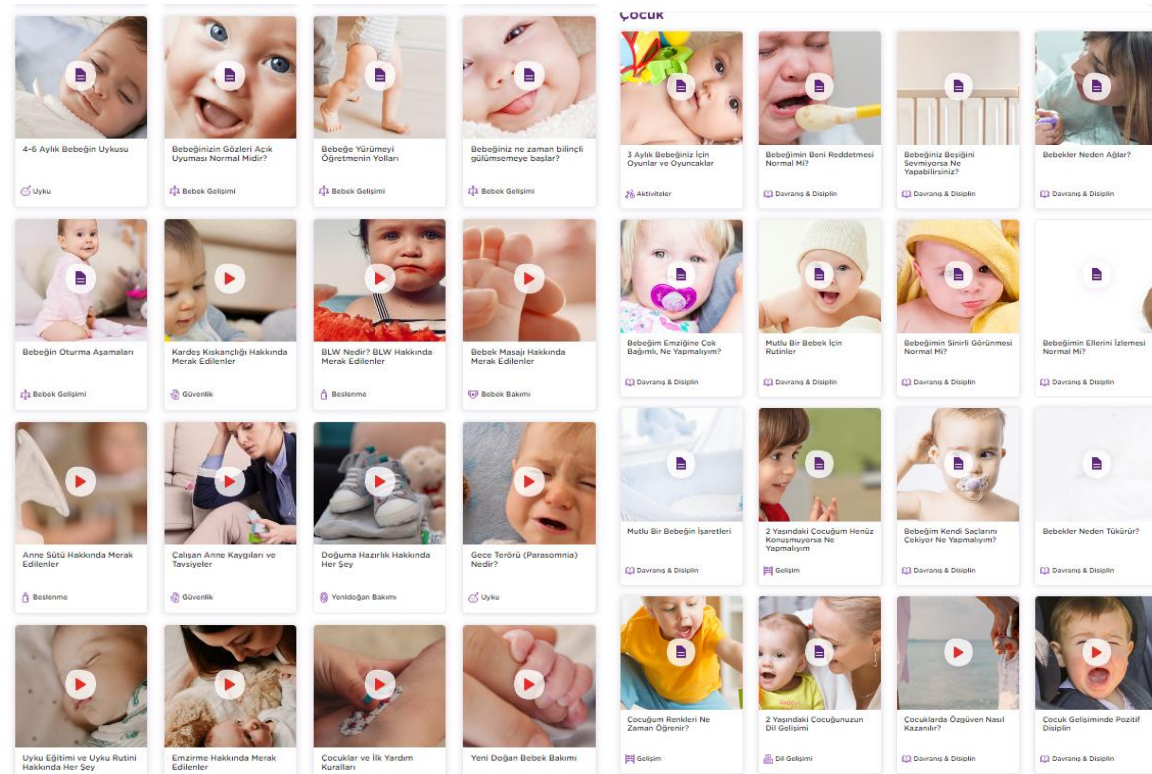 4-6 Aylık Bebeğin Uykusu
Uyku
Bebeğinizin Gözleri Açık
Uyuması Normal Midir?
Bebek Gelişimi
Bebeğe Yürümeyi
Öğretmenin Yolları
Bebek Gelişimi
Bebeğiniz ne zaman bilinçli
gülümsemeye başlar?
Bebek Gelişimi
Bebeğin Oturma Aşamaları
Bebek Gelişimi
Kardeş Kıskançlığı Hakkında
Merak Edilenler
Güvenlik
BLW Nedir? BLW Hakkında
Merak Edilenler
Beslenme
Bebek Masajı Hakkında
Merak Edilenler
Bebek Bakımı
Anne Sütü Hakkında Merak
Edilenler
Beslenme
Çalışan Anne Kaygıları ve
Tavsiyeler
Güvenlik
Doğuma Hazırlık Hakkında
Her Şey
Yenidoğan Bakımı
Gece Terörü (Parasomnia)
Nedir?
Uyku
Uyku Eğitimi ve Uyku Rutini
Hakkında Her Şey
Emzirme Hakkında Merak
Edilenler
Çocuklar ve İlk Yardım
Kuralları
Yeni Doğan Bebek Bakımı
Çocuk
3 Aylık Bebeğiniz İçin
Oyunlar ve Oyuncaklar
Aktiviteler
Bebeğimin Beni Reddetmesi
Normal Mi?
Davranış & Disiplin
Bebeğiniz Beşiğini
Sevmiyorsa Ne
Yapabilirsiniz?
Davranış & Disiplin
Bebekler Neden Ağlar?
Davranış & Disiplin
Bebeğim Emziğine Çok
Bağımlı, Ne Yapmalıyım?
Davranış & Disiplin
Mutlu Bir Bebek İçin
Rutinler
Davranış & Disiplin
Bebeğimin Sinirli Görünmesi
Normal Mi?
Davranış & Disiplin
Bebeğimin Ellerini İzlemesi
Normal Mi?
Davranış & Disiplin
Mutlu Bir Bebeğin İşaretleri
Davranış & Disiplin
2 Yaşındaki Çocuğum Henüz
Konuşmuyorsa Ne
Yapmalıyım
Gelişim
Bebeğim Kendi Saçlarını
Çekiyor Ne Yapmalıyım?
Davranış & Disiplin
Bebekler Neden Tükürür?
Davranış & Disiplin
Çocuğum Renkleri Ne
Zaman Öğrenir?
Gelişim
2 Yaşındaki Çocuğunuzun
Dil Gelişimi
Dil Gelişimi
Çocuklarda Özgüven Nasıl
Kazanılır?
Davranış & Disiplin
Çocuk Gelişiminde Pozitif
Disiplin
Davranış & Disiplin